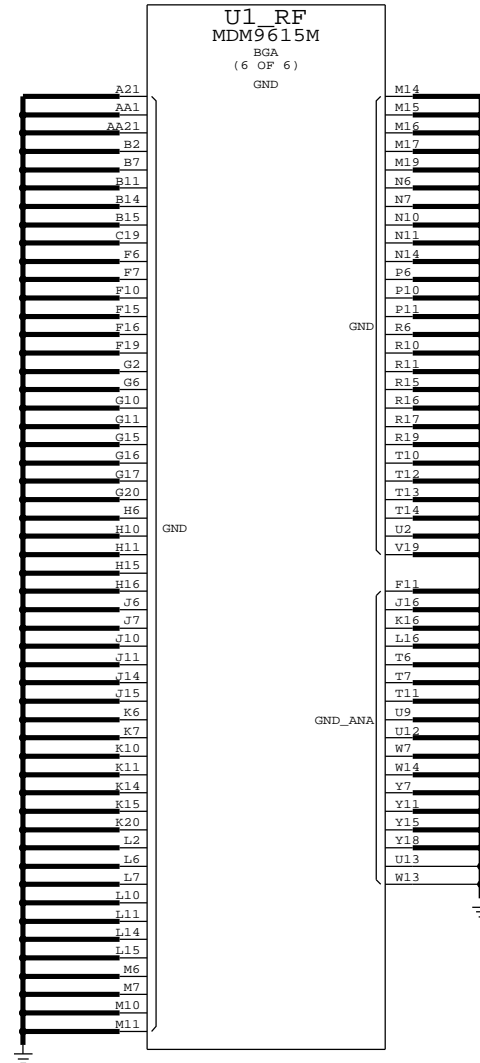 U1_RF
MDM9615M
BGA
(6 OF 6)
GND
A21
AA1
AA21
B2
B7
B11
B14
B15
C19
F6
F7
F10
F15
F16
F19
G2
G6
G10
G11
G15
G16
G17
G20
H6
H10
H11
H15
H16
J6
J7
J10
J11
J14
J15
K6
K7
K10
K11
K14
K15
K20
L2
L6
L7
L10
L11
L14
L15
M6
M7
M10
M11
GND
M14
M15
M16
M17
M19
N6
N7
N10
N11
N14
P6
P10
P11
R6
R10
R11
R15
R16
R17
R19
T10
T12
T13
T14
U2
V19
GND
F11
J16
K16
L16
T6
T7
T11
U9
U12
W7
W14
Y7
Y11
Y15
Y18
U13
W13
GND_ANA